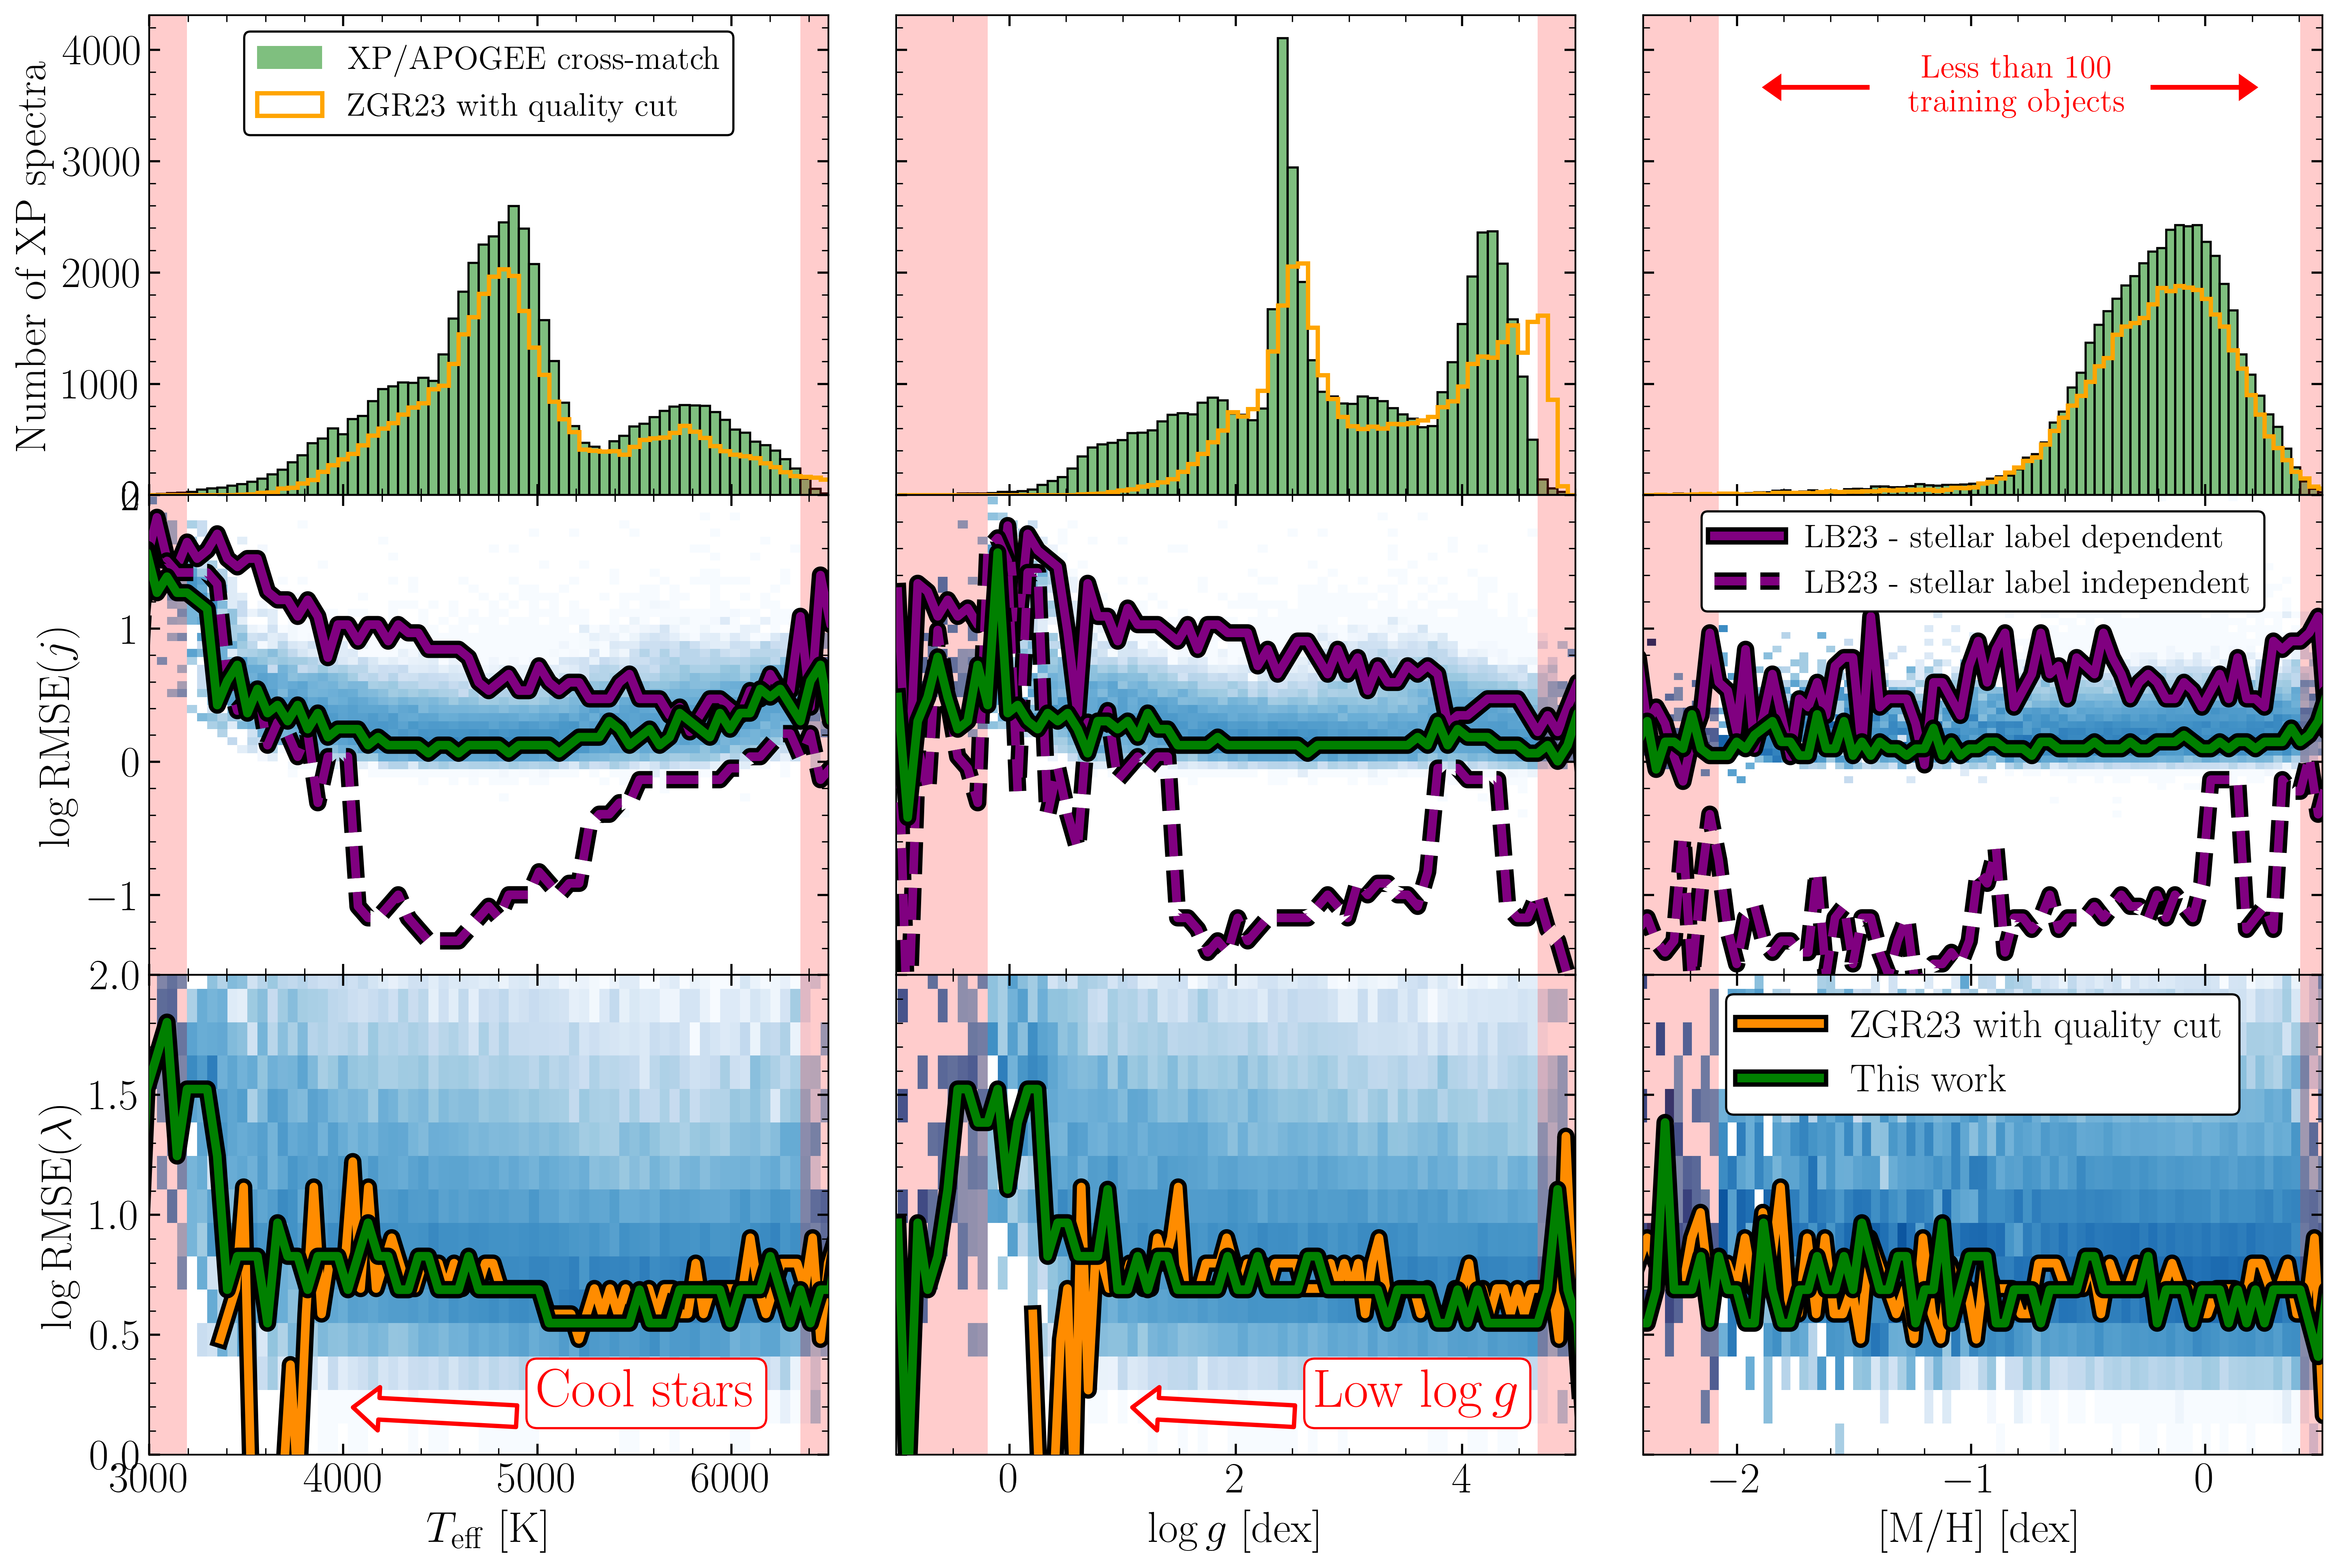 XP/APOGEE cross-match
ZGR23 with quality cut
Less than 100
training objects
Number of XP spectra
4000
3000
2000
1000
0
LB23 - stellar label dependent
LB23 - stellar label independent
log RMSE(j)
2
1
0
−1
ZGR23 with quality cut
This work
Cool stars
Low log g
log RMSE(λ)
2.0
1.5
1.0
0.5
0.0
3000 4000 5000 6000
0 2 4
−2 −1 0
T_eff [K]
log g [dex]
[M/H] [dex]